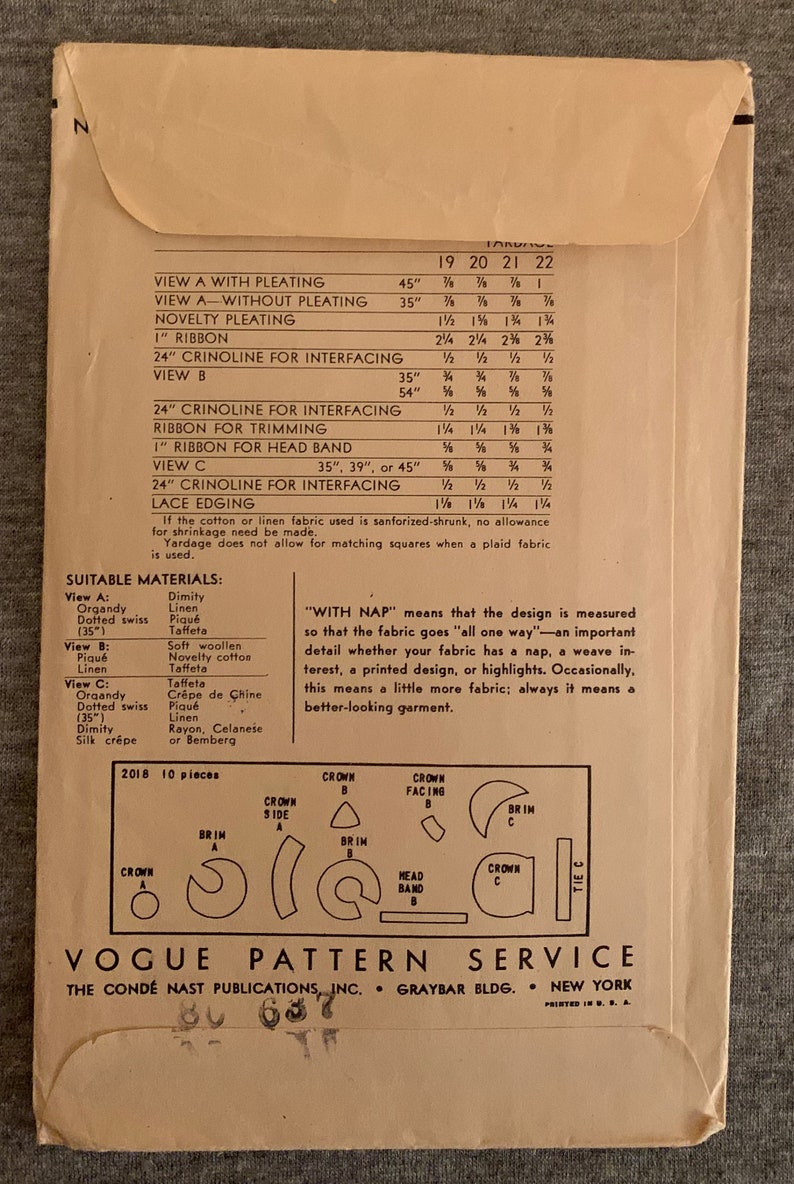 N
YARDAGE
19 20 21 22
VIEW A WITH PLEATING 45" ⅞ ⅞ ⅞ 1
VIEW A—WITHOUT PLEATING 35" ⅞ ⅞ ⅞ ⅞
NOVELTY PLEATING 1½ 1⅝ 1¾ 1¾
1" RIBBON 2¼ 2¼ 2⅜ 2⅜
24" CRINOLINE FOR INTERFACING ½ ½ ½ ½
VIEW B 35" ¾ ¾ ⅞ ⅞
54" ⅝ ⅝ ⅝ ⅝
24" CRINOLINE FOR INTERFACING ½ ½ ½ ½
RIBBON FOR TRIMMING 1¼ 1¼ 1⅜ 1⅜
1" RIBBON FOR HEAD BAND ⅝ ⅝ ⅝ ¾
VIEW C 35", 39", or 45" ⅝ ⅝ ¾ ¾
24" CRINOLINE FOR INTERFACING ½ ½ ½ ½
LACE EDGING 1⅛ 1⅛ 1¼ 1¼
If the cotton or linen fabric used is sanforized-shrunk, no allowance
for shrinkage need be made.
Yardage does not allow for matching squares when a plaid fabric
is used.
SUITABLE MATERIALS:
View A: Dimity
Organdy Linen
Dotted swiss Piqué
(35") Taffeta
View B: Soft woollen
Piqué Novelty cotton
Linen Taffeta
View C: Taffeta
Organdy Crêpe de Chine
Dotted swiss Piqué
(35") Linen
Dimity Rayon, Celanese
Silk crêpe or Bemberg
"WITH NAP" means that the design is measured
so that the fabric goes "all one way"—an important
detail whether your fabric has a nap, a weave in-
terest, a printed design, or highlights. Occasionally,
this means a little more fabric; always it means a
better-looking garment.
2018 10 pieces
CROWN
A
BRIM
A
CROWN
SIDE
A
CROWN
B
BRIM
B
CROWN
FACING
B
HEAD
BAND
B
BRIM
C
CROWN
C
TIE C
VOGUE PATTERN SERVICE
THE CONDÉ NAST PUBLICATIONS, INC. • GRAYBAR BLDG. • NEW YORK
PRINTED IN U. S. A.
637